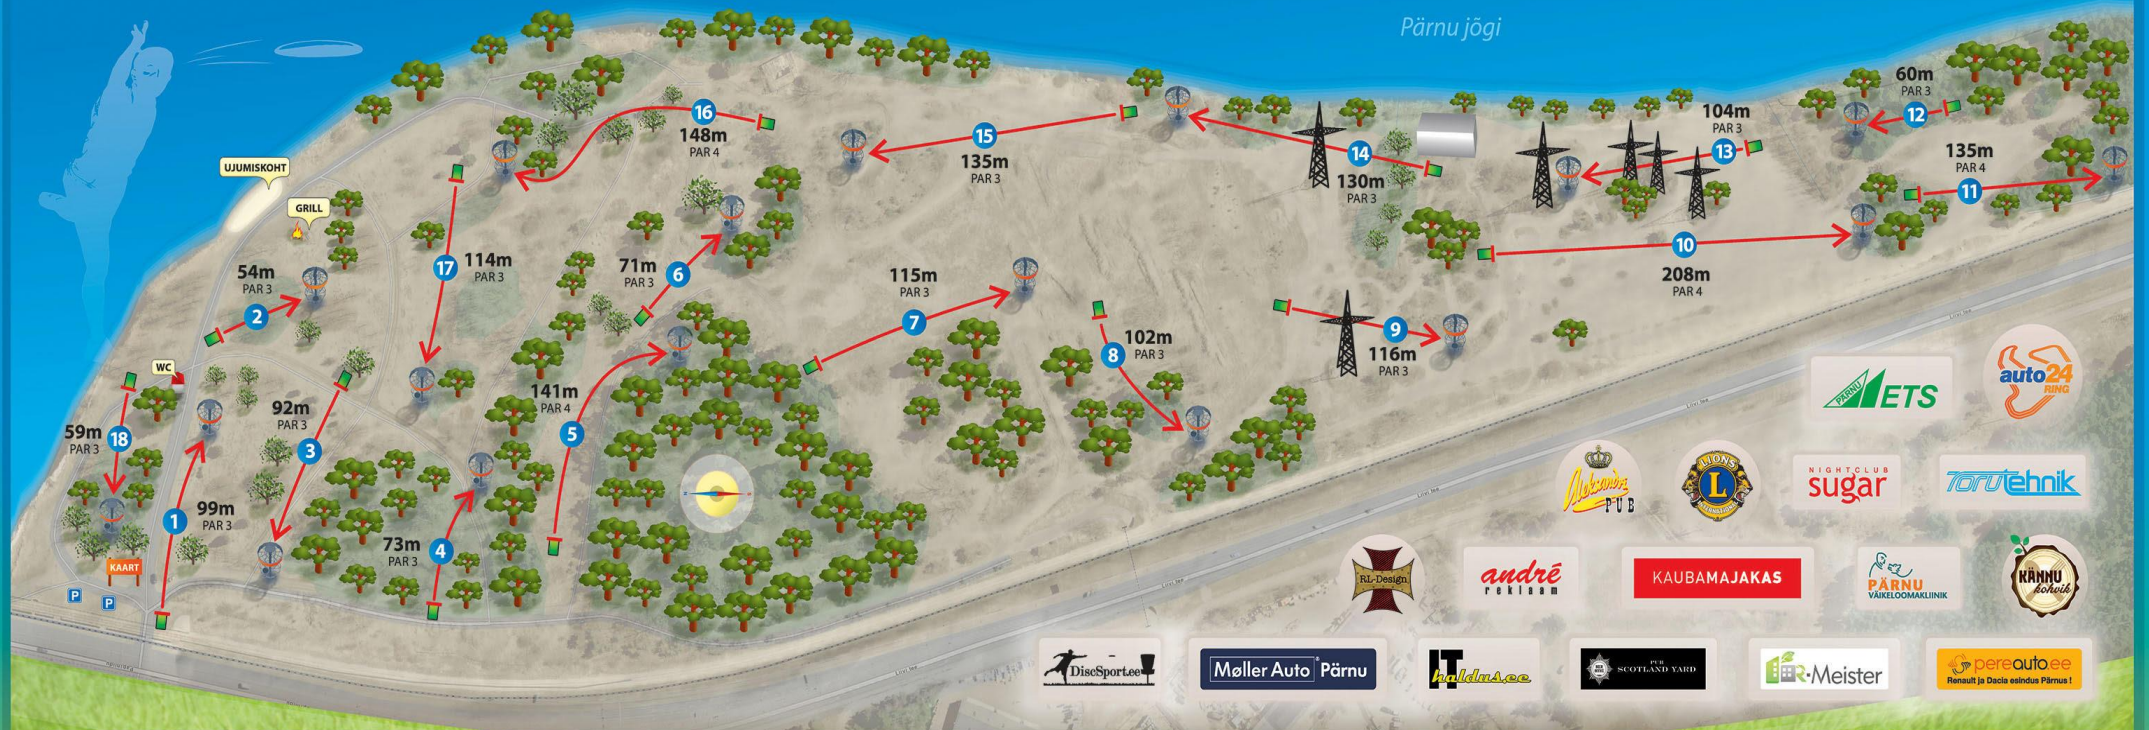 Pärnu jõgi
UJUMISKOHT
GRILL
WC
KAART
P
P
1
99m
PAR 3
54m
PAR 3
2
92m
PAR 3
3
73m
PAR 3
4
141m
PAR 4
5
71m
PAR 3
6
115m
PAR 3
7
102m
PAR 3
8
9
116m
PAR 3
10
208m
PAR 4
135m
PAR 4
11
60m
PAR 3
12
104m
PAR 3
13
14
130m
PAR 3
15
135m
PAR 3
16
148m
PAR 4
17
114m
PAR 3
59m
PAR 3
18
PÄRNU
METS
auto24
RING
Aleksandri
PUB
LIONS
L
INTERNATIONAL
NIGHTCLUB
sugar
TORUtehnik
RL-Design
andré
reklaam
KAUBAMAJAKAS
PÄRNU
VÄIKELOOMAKLIINIK
KÄNNU
kohvik
DiscSport.ee
Møller Auto Pärnu
IT
haldus.ee
PUB
SCOTLAND YARD
R-Meister
pereauto.ee
Renault ja Dacia esindus Pärnus!